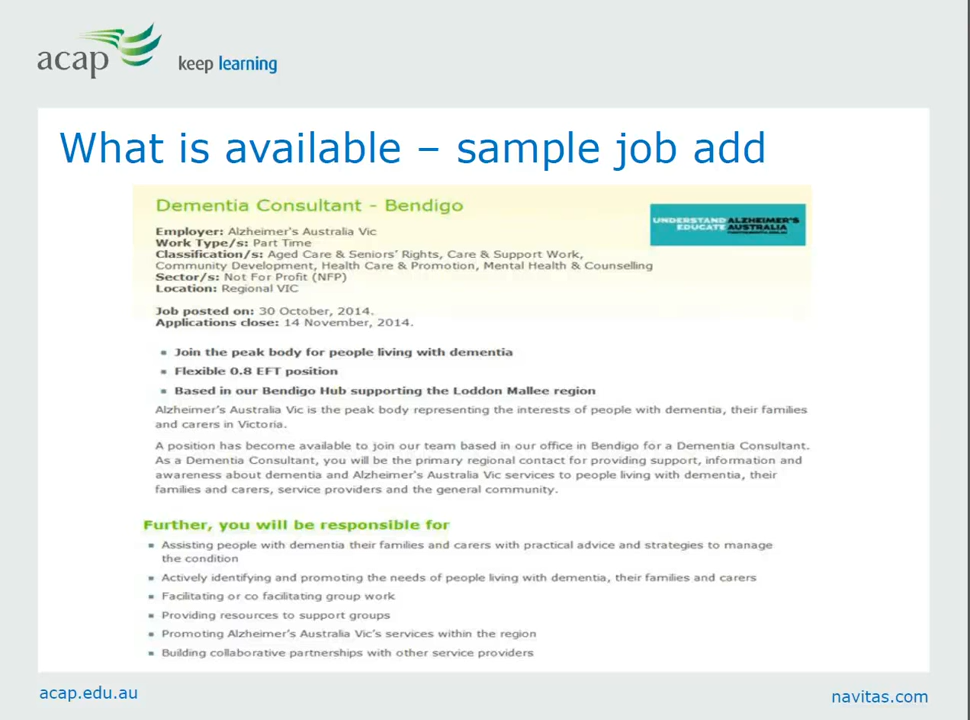 acap keep learning
What is available – sample job add
Dementia Consultant - Bendigo
UNDERSTAND ALZHEIMER'S
EDUCATE AUSTRALIA
Employer: Alzheimer's Australia Vic
Work Type/s: Part Time
Classification/s: Aged Care & Seniors' Rights, Care & Support Work,
Community Development, Health Care & Promotion, Mental Health & Counselling
Sector/s: Not For Profit (NFP)
Location: Regional VIC
Job posted on: 30 October, 2014.
Applications close: 14 November, 2014.
Join the peak body for people living with dementia
Flexible 0.8 EFT position
Based in our Bendigo Hub supporting the Loddon Mallee region
Alzheimer's Australia Vic is the peak body representing the interests of people with dementia, their families
and carers in Victoria.
A position has become available to join our team based in our office in Bendigo for a Dementia Consultant.
As a Dementia Consultant, you will be the primary regional contact for providing support, information and
awareness about dementia and Alzheimer's Australia Vic services to people living with dementia, their
families and carers, service providers and the general community.
Further, you will be responsible for
Assisting people with dementia their families and carers with practical advice and strategies to manage
the condition
Actively identifying and promoting the needs of people living with dementia, their families and carers
Facilitating or co facilitating group work
Providing resources to support groups
Promoting Alzheimer's Australia Vic's services within the region
Building collaborative partnerships with other service providers
acap.edu.au
navitas.com